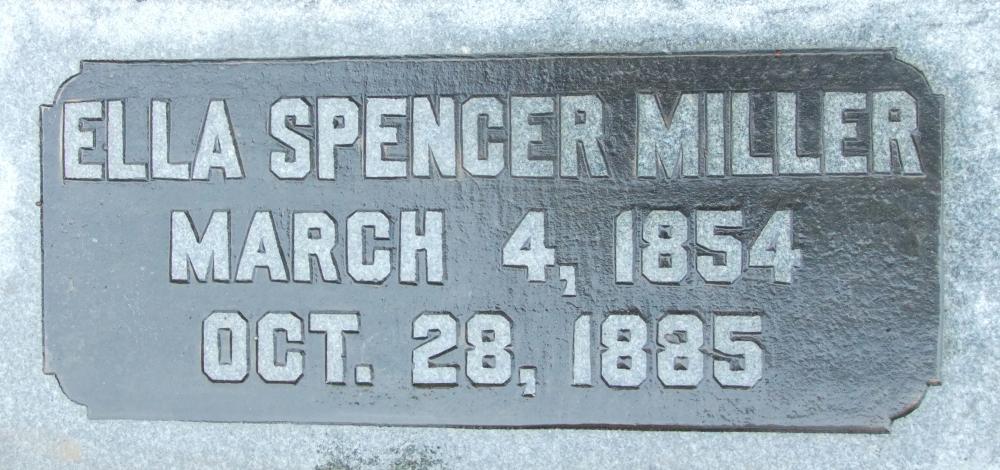 ELLA SPENCER MILLER
MARCH 4, 1854
OCT. 28, 1885